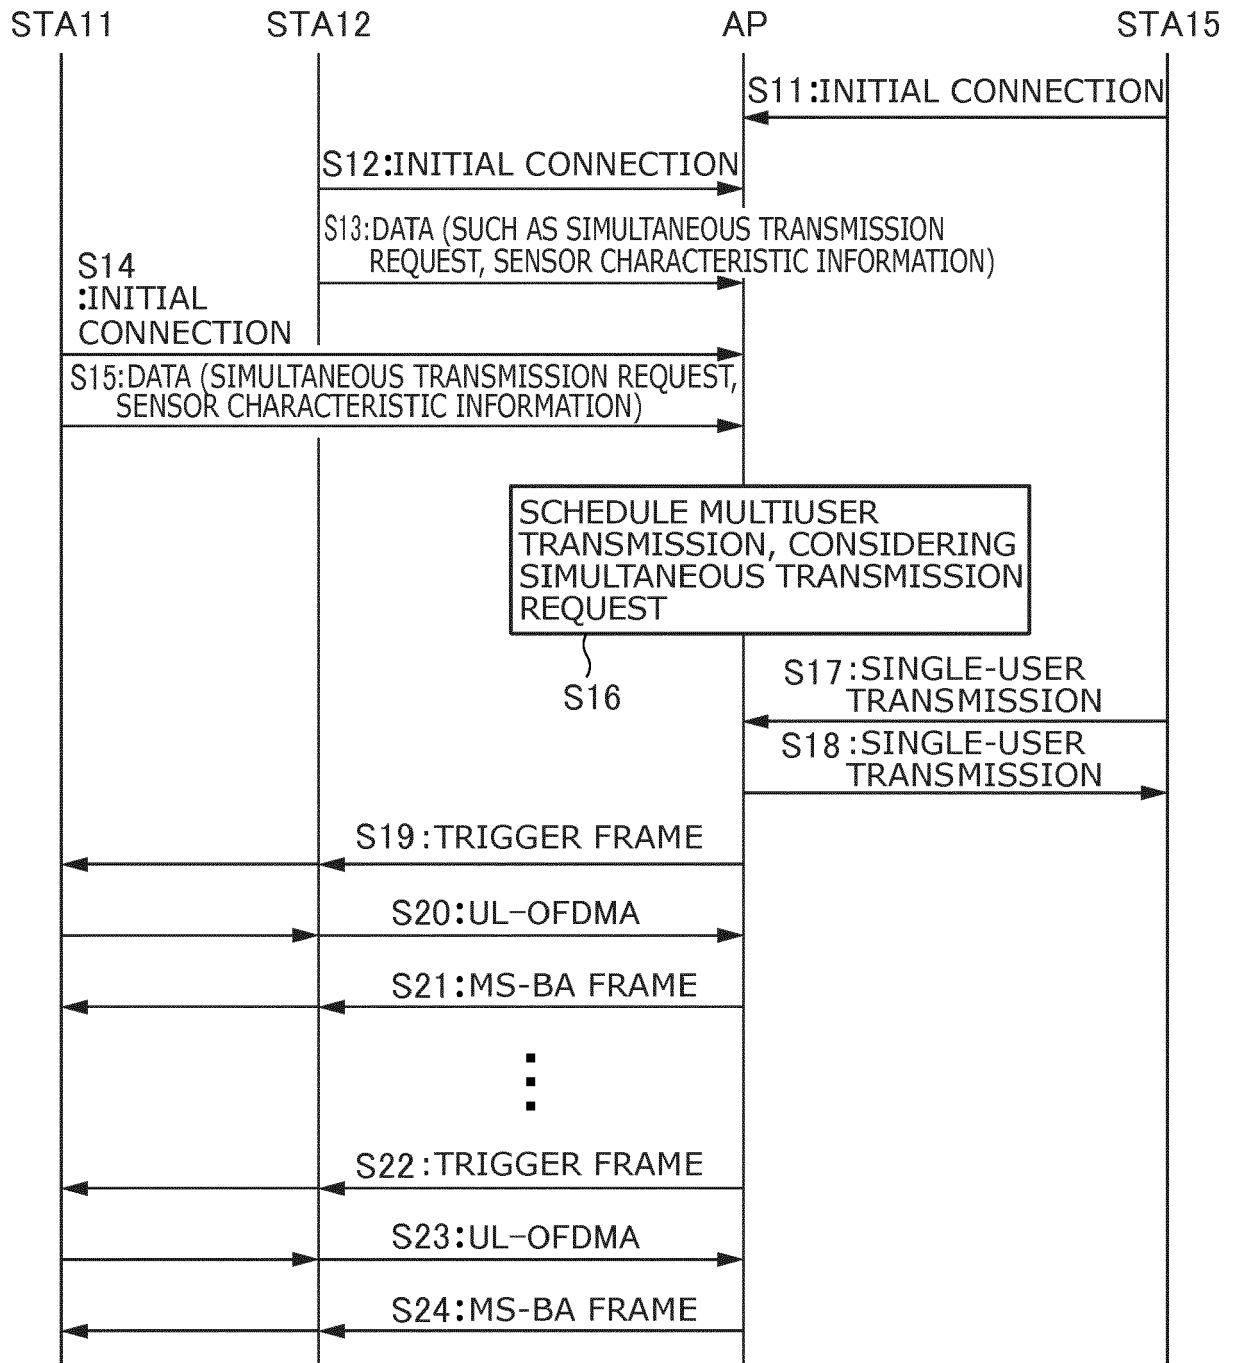 STA11 STA12 AP STA15
S11:INITIAL CONNECTION
S12:INITIAL CONNECTION
S13:DATA (SUCH AS SIMULTANEOUS TRANSMISSION
REQUEST, SENSOR CHARACTERISTIC INFORMATION)
S14
:INITIAL
CONNECTION
S15:DATA (SIMULTANEOUS TRANSMISSION REQUEST,
SENSOR CHARACTERISTIC INFORMATION)
SCHEDULE MULTIUSER
TRANSMISSION, CONSIDERING
SIMULTANEOUS TRANSMISSION
REQUEST
S16
S17:SINGLE-USER
TRANSMISSION
S18:SINGLE-USER
TRANSMISSION
S19:TRIGGER FRAME
S20:UL-OFDMA
S21:MS-BA FRAME
S22:TRIGGER FRAME
S23:UL-OFDMA
S24:MS-BA FRAME